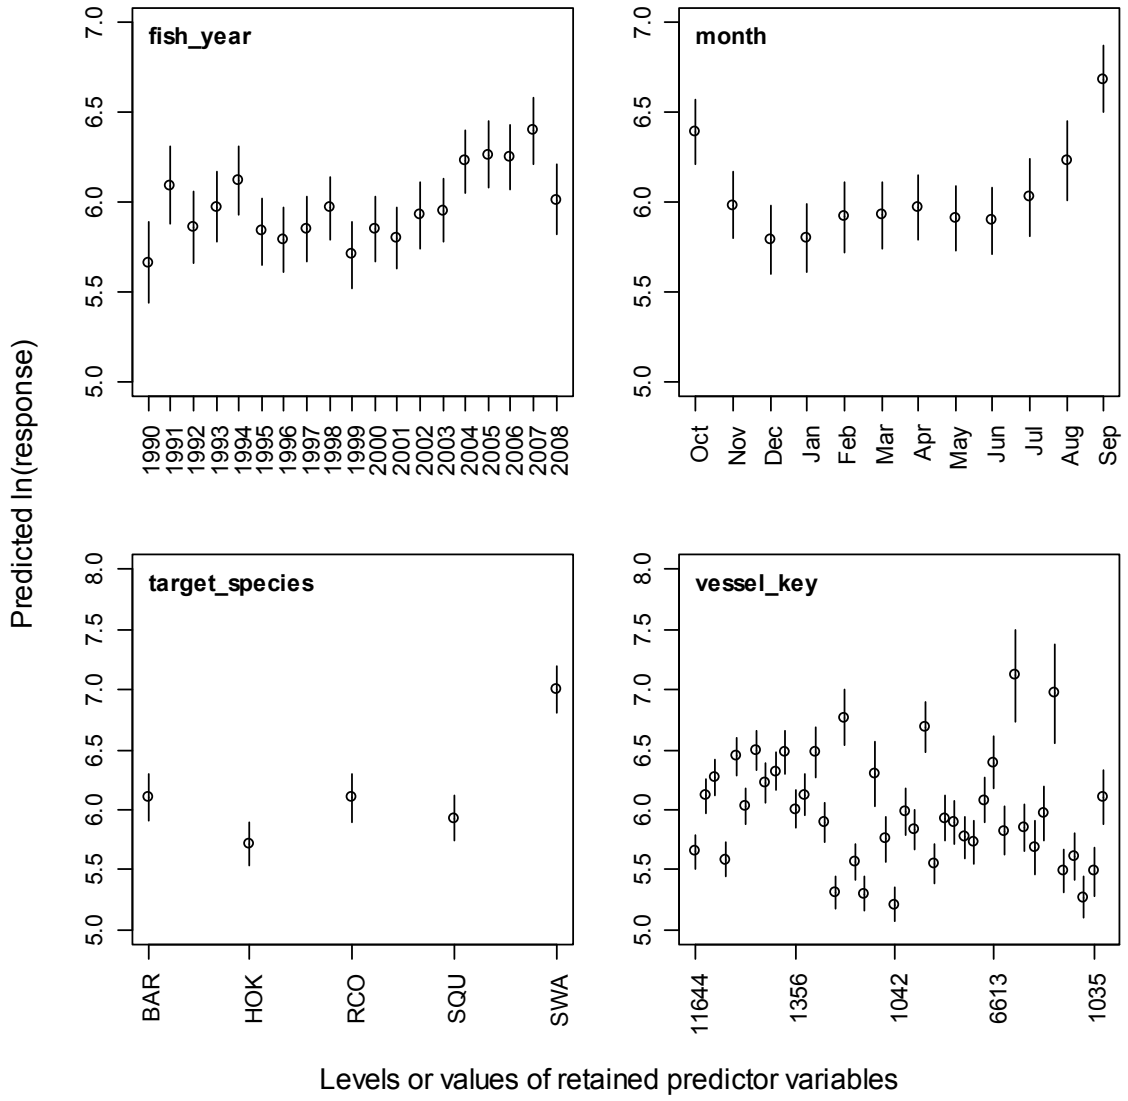 Predicted ln(response)
fish_year
7.0
6.5
6.0
5.5
5.0
1990
1991
1992
1993
1994
1995
1996
1997
1998
1999
2000
2001
2002
2003
2004
2005
2006
2007
2008
month
7.0
6.5
6.0
5.5
5.0
Oct
Nov
Dec
Jan
Feb
Mar
Apr
May
Jun
Jul
Aug
Sep
target_species
8.0
7.5
7.0
6.5
6.0
5.5
5.0
BAR
HOK
RCO
SQU
SWA
vessel_key
8.0
7.5
7.0
6.5
6.0
5.5
5.0
11644
1356
1042
6613
1035
Levels or values of retained predictor variables